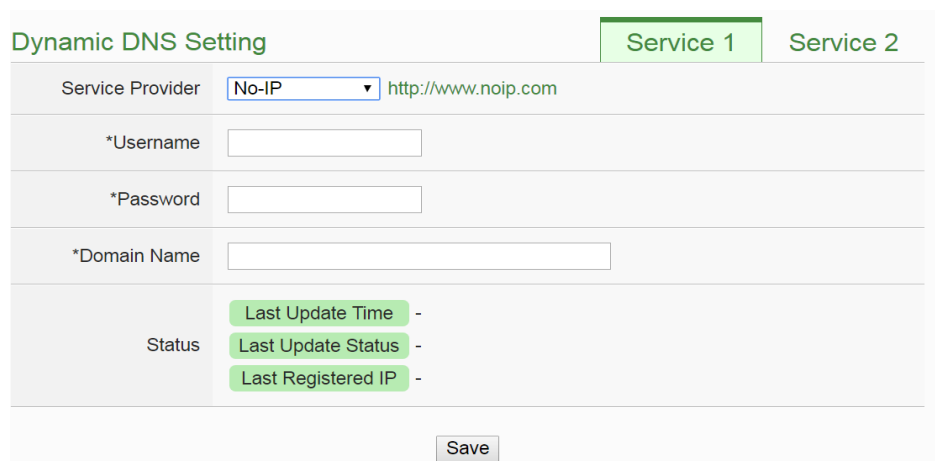 Dynamic DNS Setting Service 1 Service 2
Service Provider No-IP http://www.noip.com
*Username
*Password
*Domain Name
Last Update Time -
Status Last Update Status -
Last Registered IP -
Save